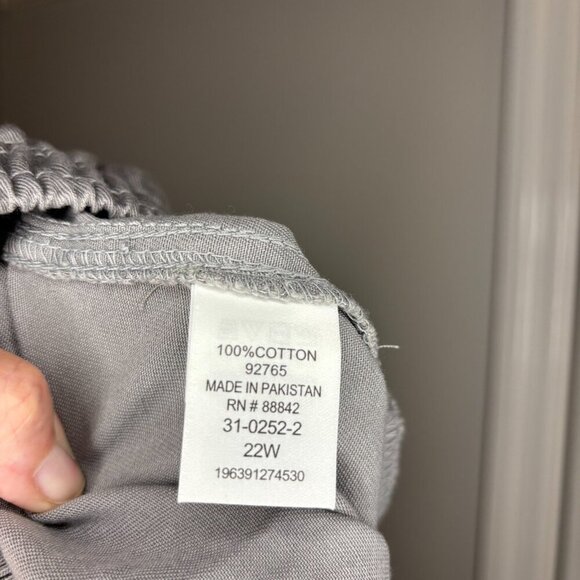 100%COTTON
92765
MADE IN PAKISTAN
RN # 88842
31-0252-2
22W
196391274530